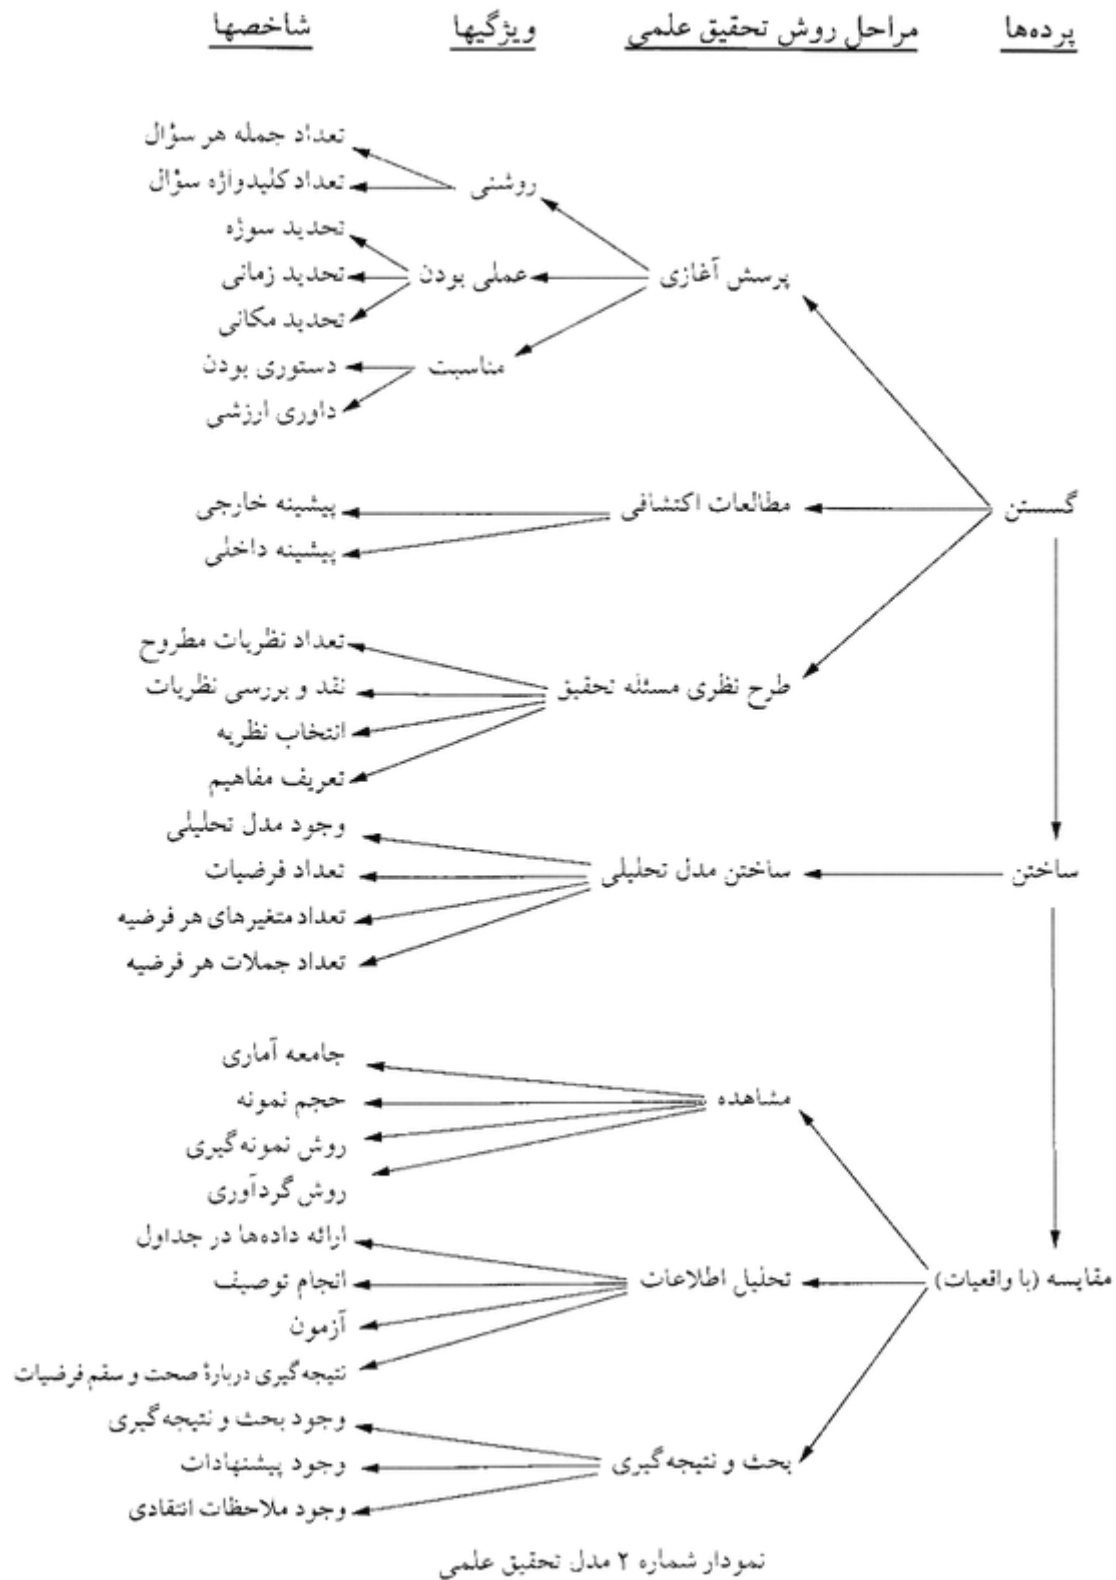 پرده‌ها مراحل روش تحقیق علمی ویژگیها شاخصها
تعداد جمله هر سؤال
روشنی تعداد کلیدواژه سؤال
تحدید سوژه
پرسش آغازی عملی بودن تحدید زمانی
تحدید مکانی
مناسبت دستوری بودن
داوری ارزشی
گسستن مطالعات اکتشافی پیشینه خارجی
پیشینه داخلی
تعداد نظریات مطروح
طرح نظری مسئله تحقیق نقد و بررسی نظریات
انتخاب نظریه
تعریف مفاهیم
وجود مدل تحلیلی
ساختن ساختن مدل تحلیلی تعداد فرضیات
تعداد متغیرهای هر فرضیه
تعداد جملات هر فرضیه
جامعه آماری
مشاهده حجم نمونه
روش نمونه‌گیری
روش گردآوری
ارائه داده‌ها در جداول
مقایسه (با واقعیات) تحلیل اطلاعات انجام توصیف
آزمون
نتیجه‌گیری دربارهٔ صحت و سقم فرضیات
وجود بحث و نتیجه‌گیری
بحث و نتیجه‌گیری وجود پیشنهادات
وجود ملاحظات انتقادی
نمودار شماره ۲ مدل تحقیق علمی